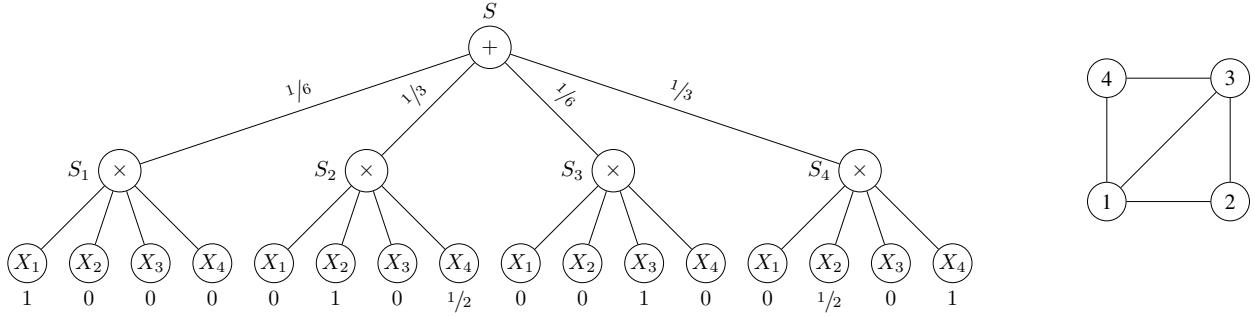 S
+
1/6 1/3 1/6 1/3
S₁ × S₂ × S₃ × S₄ ×
X₁ X₂ X₃ X₄ X₁ X₂ X₃ X₄ X₁ X₂ X₃ X₄ X₁ X₂ X₃ X₄
1 0 0 0 0 1 0 1/2 0 0 1 0 0 1/2 0 1
4 3
1 2